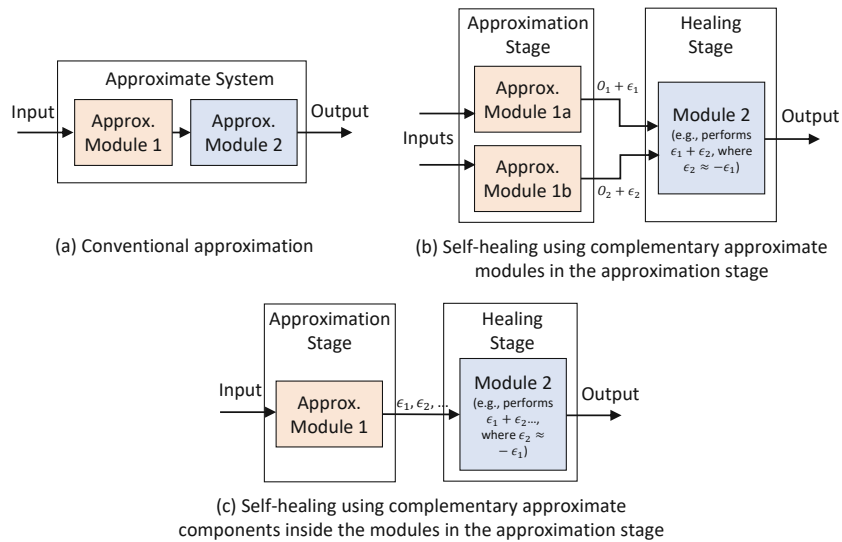 Approximate System
Input
Approx.
Module 1
Approx.
Module 2
Output
(a) Conventional approximation
Approximation
Stage
Healing
Stage
Inputs
Approx.
Module 1a
Approx.
Module 1b
O₁ + ϵ₁
O₂ + ϵ₂
Module 2
(e.g., performs
ϵ₁ + ϵ₂, where
ϵ₂ ≈ −ϵ₁)
Output
(b) Self-healing using complementary approximate
modules in the approximation stage
Approximation
Stage
Healing
Stage
Input
Approx.
Module 1
ϵ₁, ϵ₂, ...
Module 2
(e.g., performs
ϵ₁ + ϵ₂...,
where ϵ₂ ≈
− ϵ₁)
Output
(c) Self-healing using complementary approximate
components inside the modules in the approximation stage